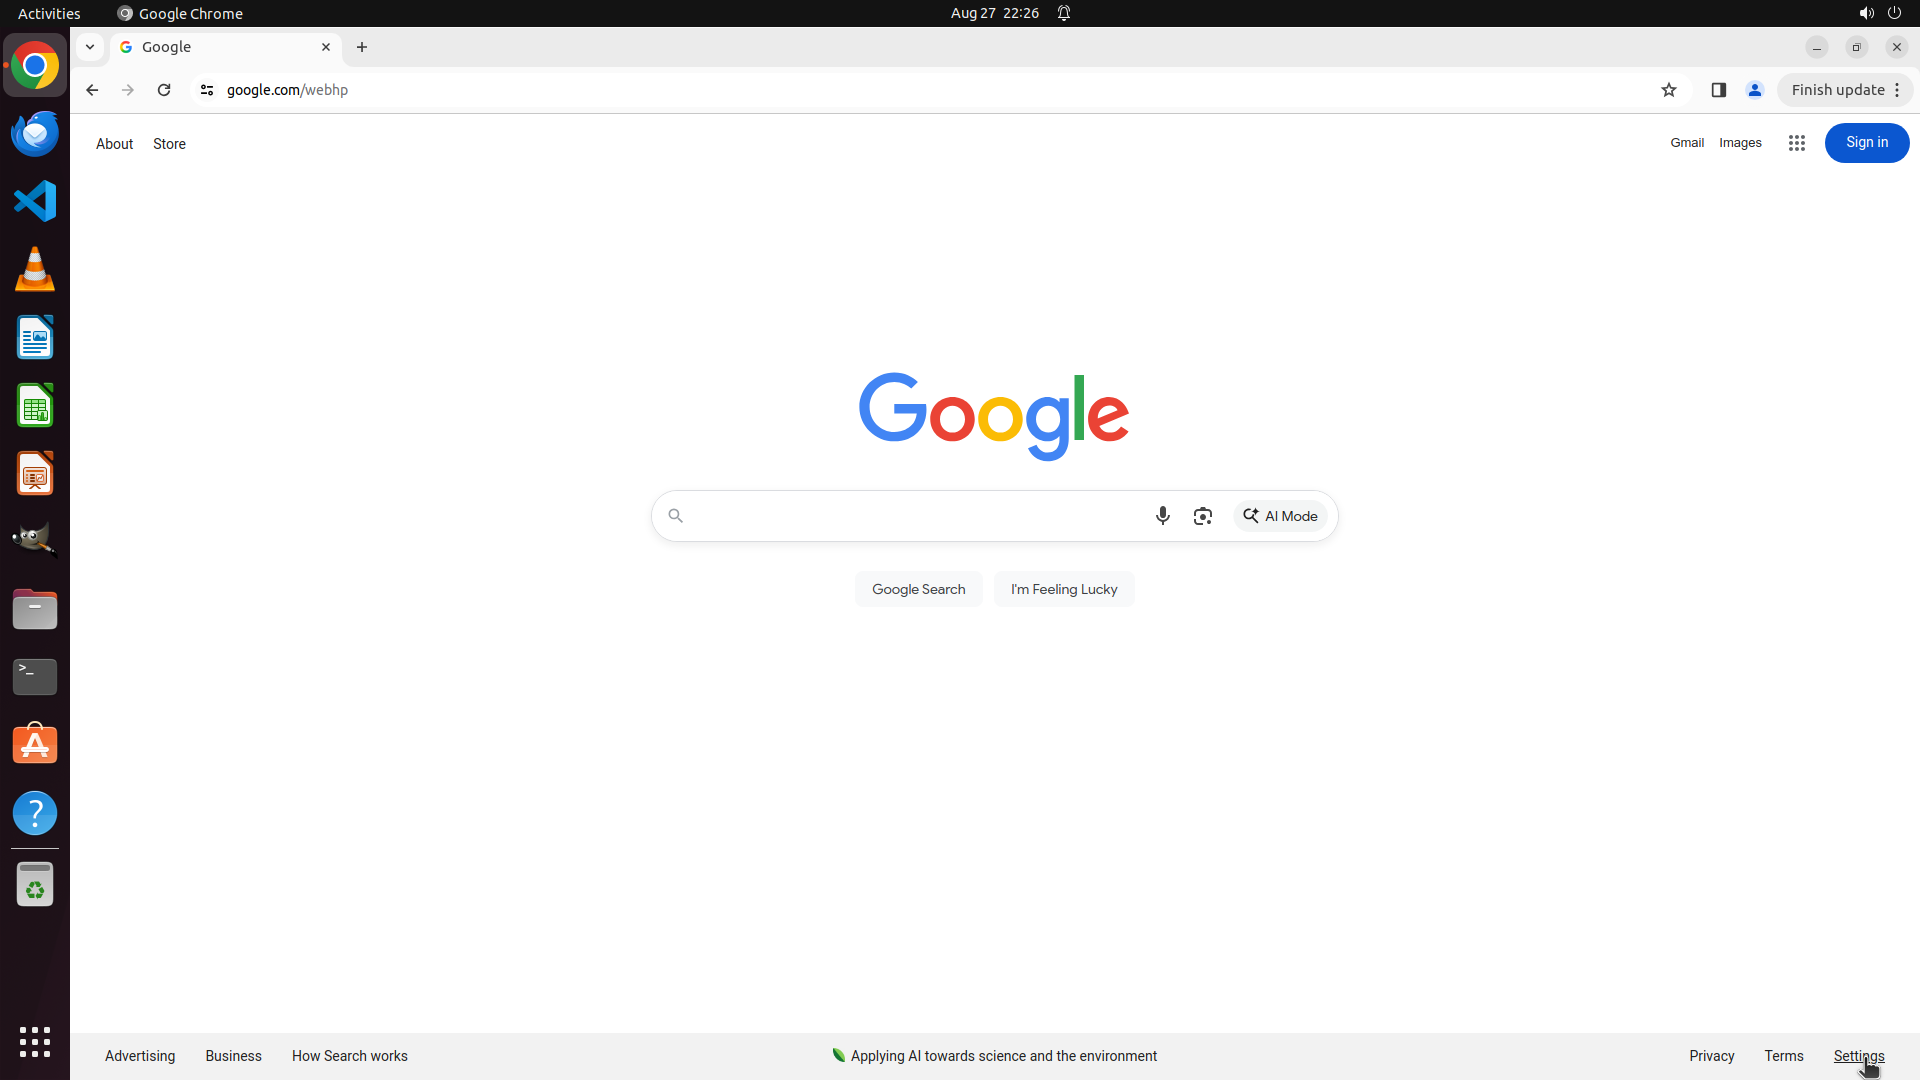 Activities Google Chrome Aug 27 22:26
Google
google.com/webhp Finish update
About Store Gmail Images Sign in
Google
AI Mode
Google Search I'm Feeling Lucky
Advertising Business How Search works Applying AI towards science and the environment Privacy Terms Settings